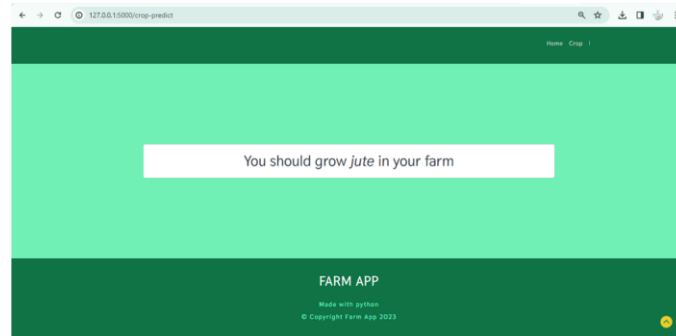 127.0.0.1:5000/crop-predict
Home Crop
You should grow jute in your farm
FARM APP
Made with python
© Copyright Farm App 2023